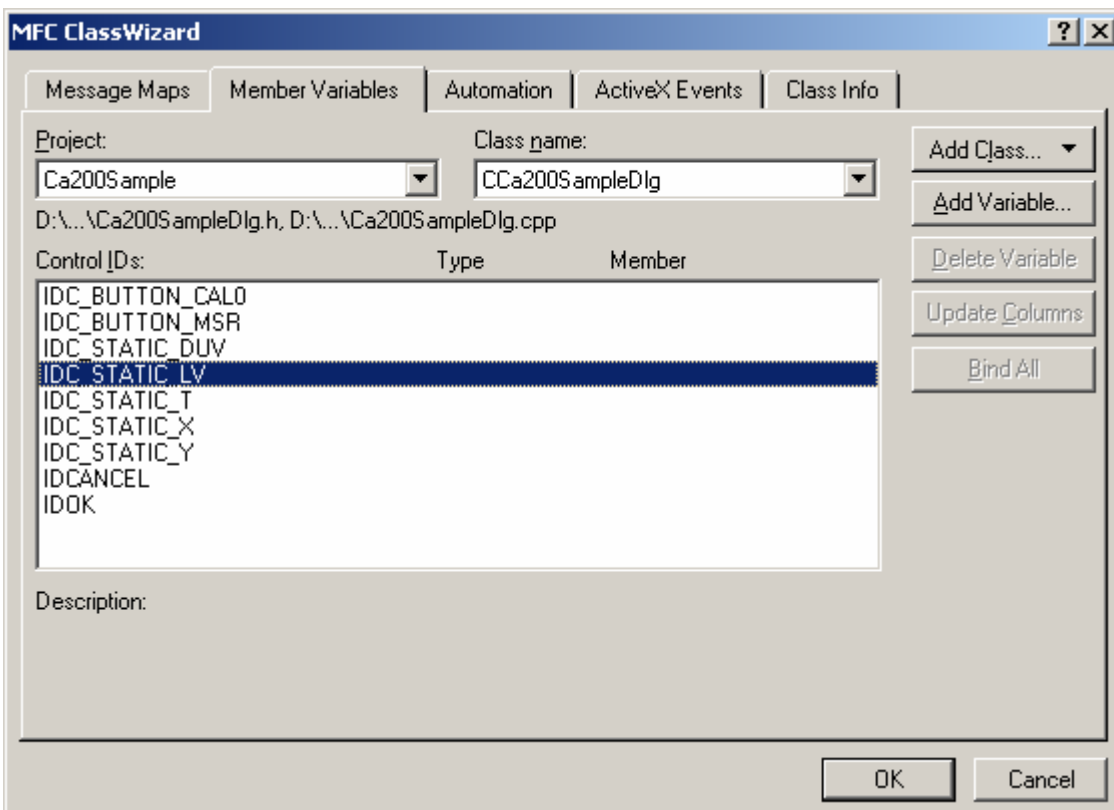 MFC ClassWizard
Message Maps Member Variables Automation ActiveX Events Class Info
Project: Class name:
Add Class...
Ca200Sample CCa200SampleDlg
Add Variable...
D:\...\Ca200SampleDlg.h, D:\...\Ca200SampleDlg.cpp
Control IDs: Type Member
Delete Variable
IDC_BUTTON_CAL0
IDC_BUTTON_MSR
Update Columns
IDC_STATIC_DUV
IDC_STATIC_LV
Bind All
IDC_STATIC_T
IDC_STATIC_X
IDC_STATIC_Y
IDCANCEL
IDOK
Description:
OK Cancel